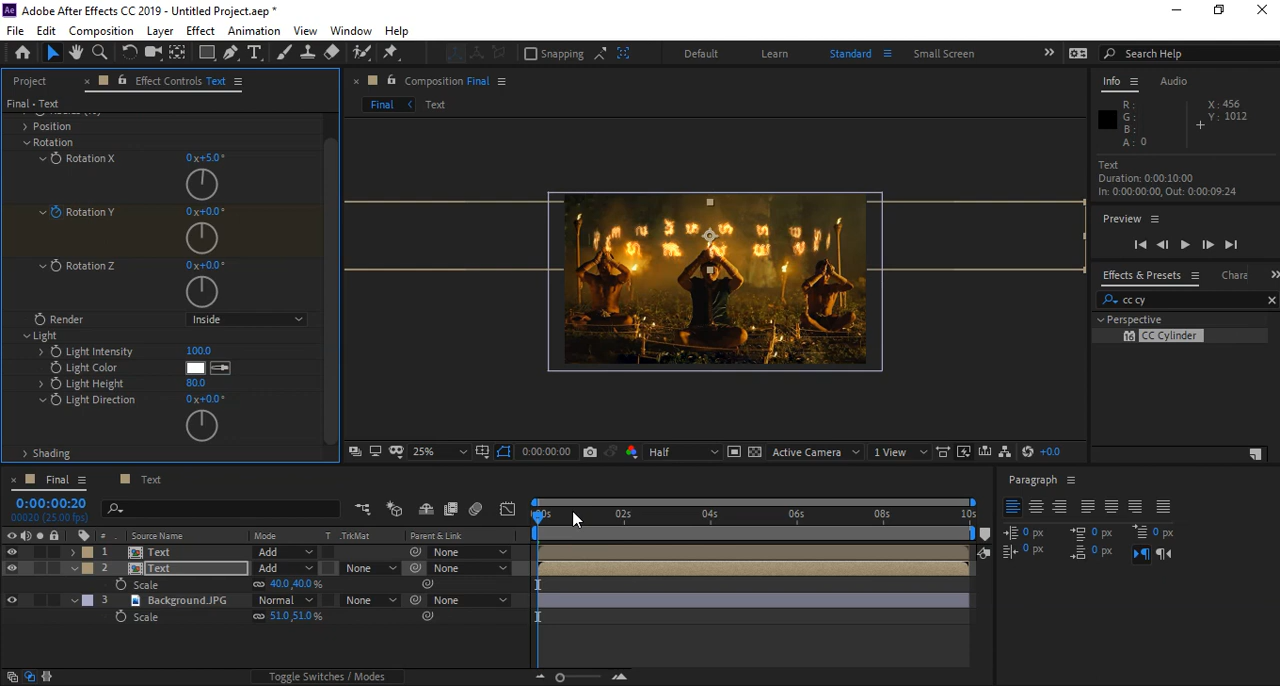 Adobe After Effects CC 2019 - Untitled Project.aep *
File Edit Composition Layer Effect Animation View Window Help
Snapping Default Learn Standard Small Screen Search Help
Project Effect Controls Text
Composition Final
Info Audio
Final - Text
Final Text
R: X: 456
G: Y: 1012
B:
A: 0
Position
Rotation
Rotation X 0x+5.0°
Text
Duration: 0:00:10:00
In: 0:00:00:00, Out: 0:00:09:24
Rotation Y 0x+0.0°
Preview
Rotation Z 0x+0.0°
Effects & Presets Chara
cc cy
Render Inside
Perspective
Light
CC Cylinder
Light Intensity 100.0
Light Color
Light Height 80.0
Light Direction 0x+0.0°
Shading
25% 0:00:00:00 Half Active Camera 1 View +0.0
Final Text
Paragraph
0:00:00:20
00020 (25.00 fps)
02s 04s 06s 08s 10s
# Source Name Mode T .TrkMat Parent & Link
0 px 0 px 0 px
1 Text Add None
0 px 0 px
2 Text Add None None
Scale 40.0,40.0 %
3 Background.JPG Normal None None
Scale 51.0,51.0 %
Toggle Switches / Modes